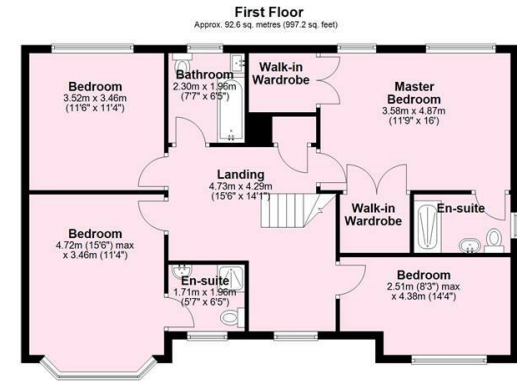 First Floor
Approx. 92.6 sq. metres (997.2 sq. feet)
Bedroom
3.52m x 3.46m
(11'6" x 11'4")
Bathroom
2.30m x 1.96m
(7'7" x 6'5")
Walk-in
Wardrobe
Master
Bedroom
3.58m x 4.87m
(11'9" x 16')
Landing
4.73m x 4.29m
(15'6" x 14'1")
Walk-in
Wardrobe
En-suite
Bedroom
4.72m (15'6") max
x 3.46m (11'4")
En-suite
1.71m x 1.96m
(5'7" x 6'5")
Bedroom
2.51m (8'3") max
x 4.38m (14'4")